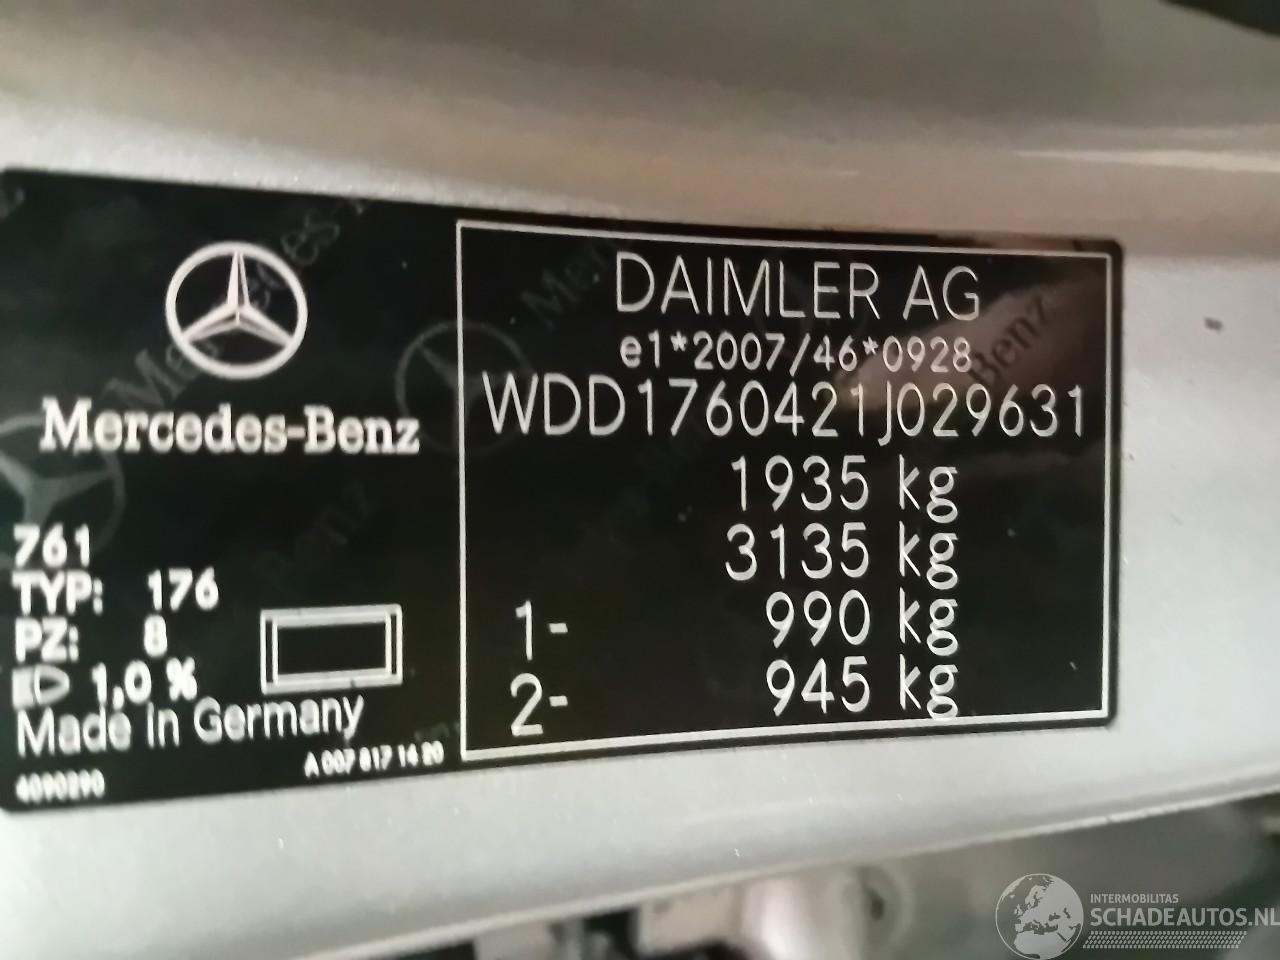 Mercedes-Benz
761
TYP: 176
PZ: 8
1,0 %
Made in Germany
4090290
A 007 817 14 20
DAIMLER AG
e1*2007/46*0928
WDD1760421J029631
1935 kg
3135 kg
1- 990 kg
2- 945 kg
INTERMOBILITAS
SCHADEAUTOS.NL